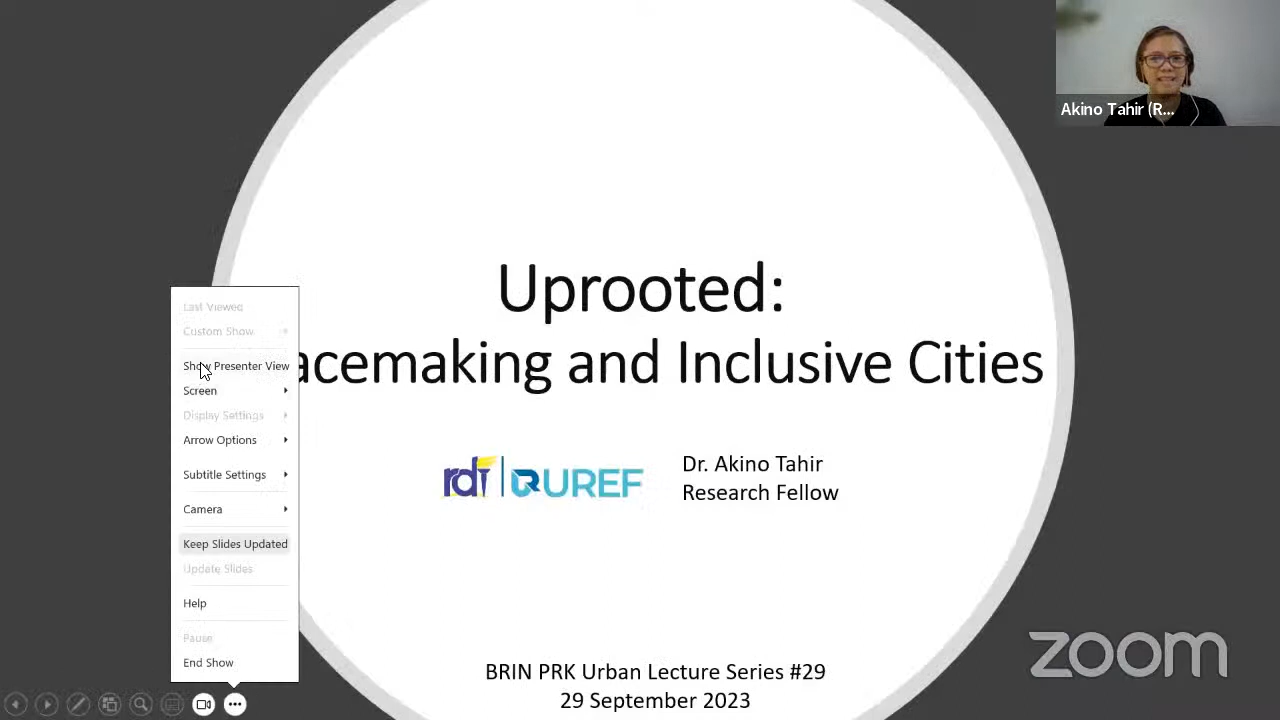 Akino Tahir (R...
Uprooted:
acemaking and Inclusive Cities
Last Viewed
Custom Show
Show Presenter View
Screen
Display Settings
Arrow Options
Subtitle Settings
Camera
Keep Slides Updated
Update Slides
Help
Pause
End Show
rdi UREF
Dr. Akino Tahir
Research Fellow
BRIN PRK Urban Lecture Series #29
29 September 2023
zoom